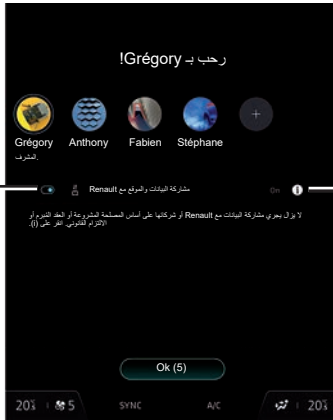 رحب بـ Grégory!
Grégory Anthony Fabien Stéphane
المشرف.
مشاركة البيانات والموقع مع Renault On
لا يزال يجري مشاركة البيانات مع Renault أو شركائها على أساس المصلحة المشروعة أو العقد المُبرم أو
الالتزام القانوني. انقر على (i).
Ok (5)
20 5 SYNC A/C 20